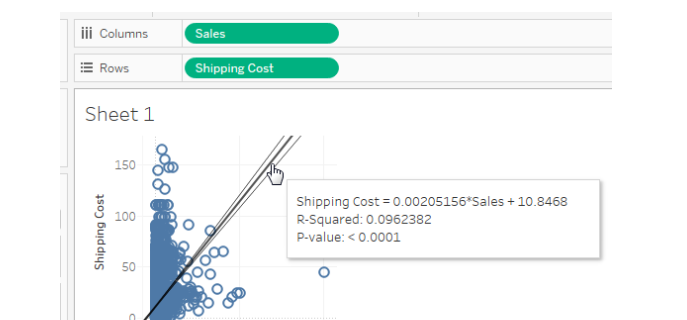 Columns
Sales
Rows
Shipping Cost
Sheet 1
150
100
50
0
Shipping Cost
Shipping Cost = 0.00205156*Sales + 10.8468
R-Squared: 0.0962382
P-value: < 0.0001